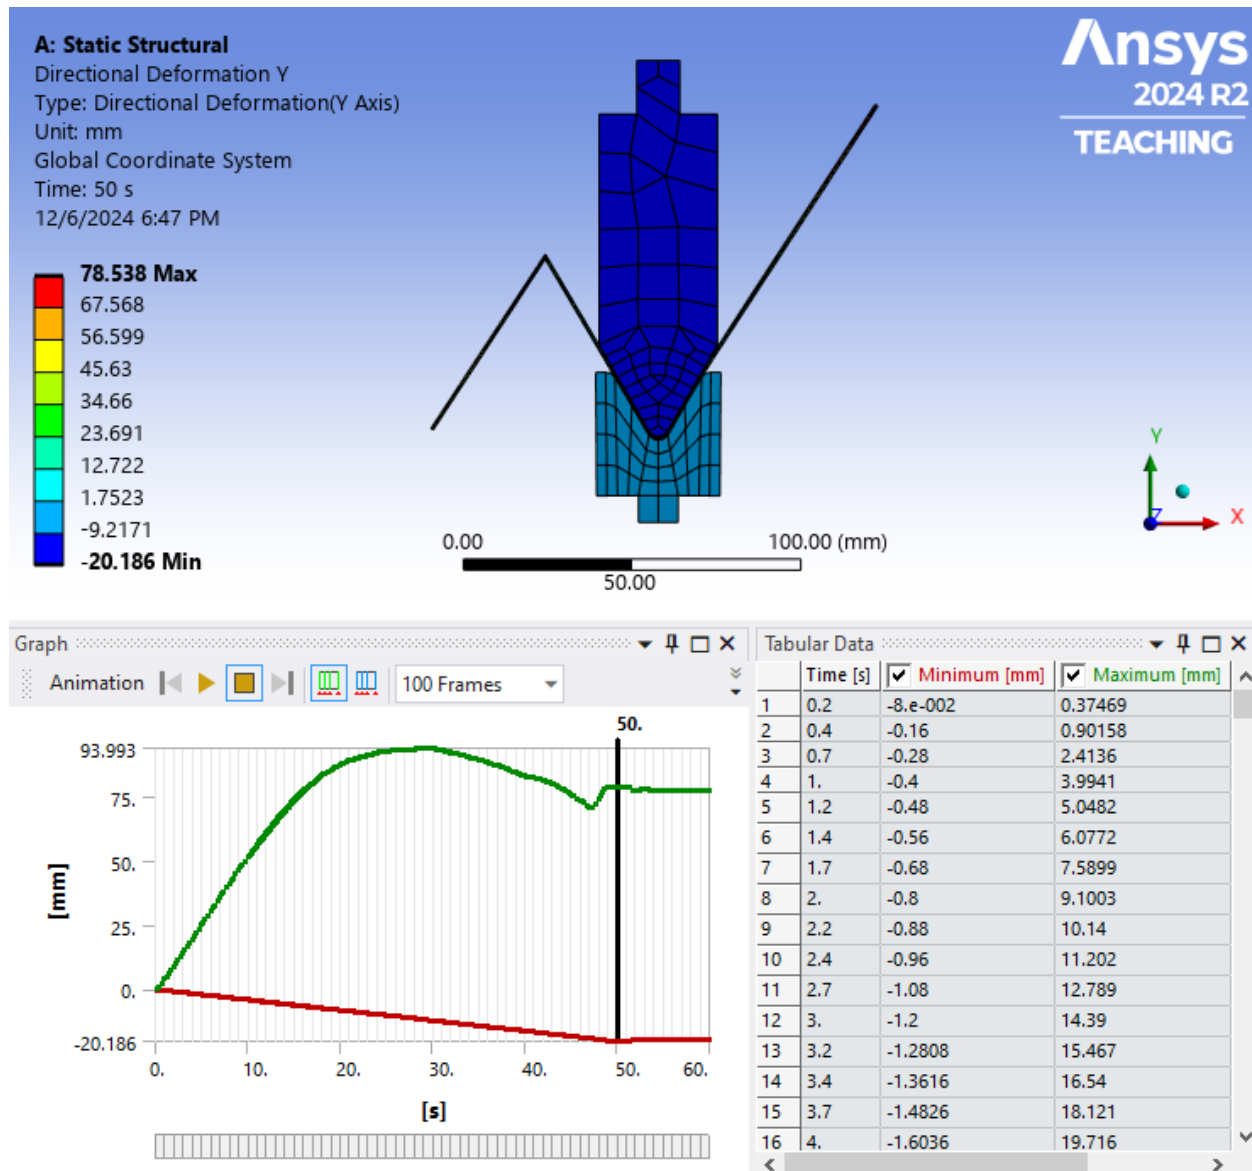 A: Static Structural
Directional Deformation Y
Type: Directional Deformation(Y Axis)
Unit: mm
Global Coordinate System
Time: 50 s
12/6/2024 6:47 PM
Ansys
2024 R2
TEACHING
78.538 Max
67.568
56.599
45.63
34.66
23.691
12.722
1.7523
-9.2171
-20.186 Min
0.00 100.00 (mm)
50.00
Y
Z X
Graph
Animation 100 Frames
50.
93.993
75.
50.
25.
0.
-20.186
[mm]
0. 10. 20. 30. 40. 50. 60.
[s]
Tabular Data
Time [s] Minimum [mm] Maximum [mm]
1 0.2 -8.e-002 0.37469
2 0.4 -0.16 0.90158
3 0.7 -0.28 2.4136
4 1. -0.4 3.9941
5 1.2 -0.48 5.0482
6 1.4 -0.56 6.0772
7 1.7 -0.68 7.5899
8 2. -0.8 9.1003
9 2.2 -0.88 10.14
10 2.4 -0.96 11.202
11 2.7 -1.08 12.789
12 3. -1.2 14.39
13 3.2 -1.2808 15.467
14 3.4 -1.3616 16.54
15 3.7 -1.4826 18.121
16 4. -1.6036 19.716